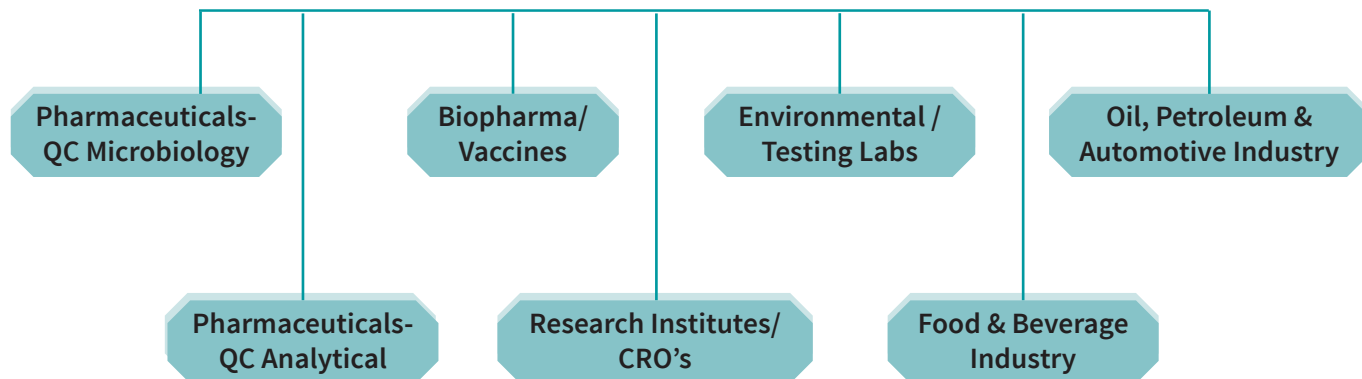 Pharmaceuticals-
QC Microbiology
Biopharma/
Vaccines
Environmental /
Testing Labs
Oil, Petroleum &
Automotive Industry
Pharmaceuticals-
QC Analytical
Research Institutes/
CRO's
Food & Beverage
Industry